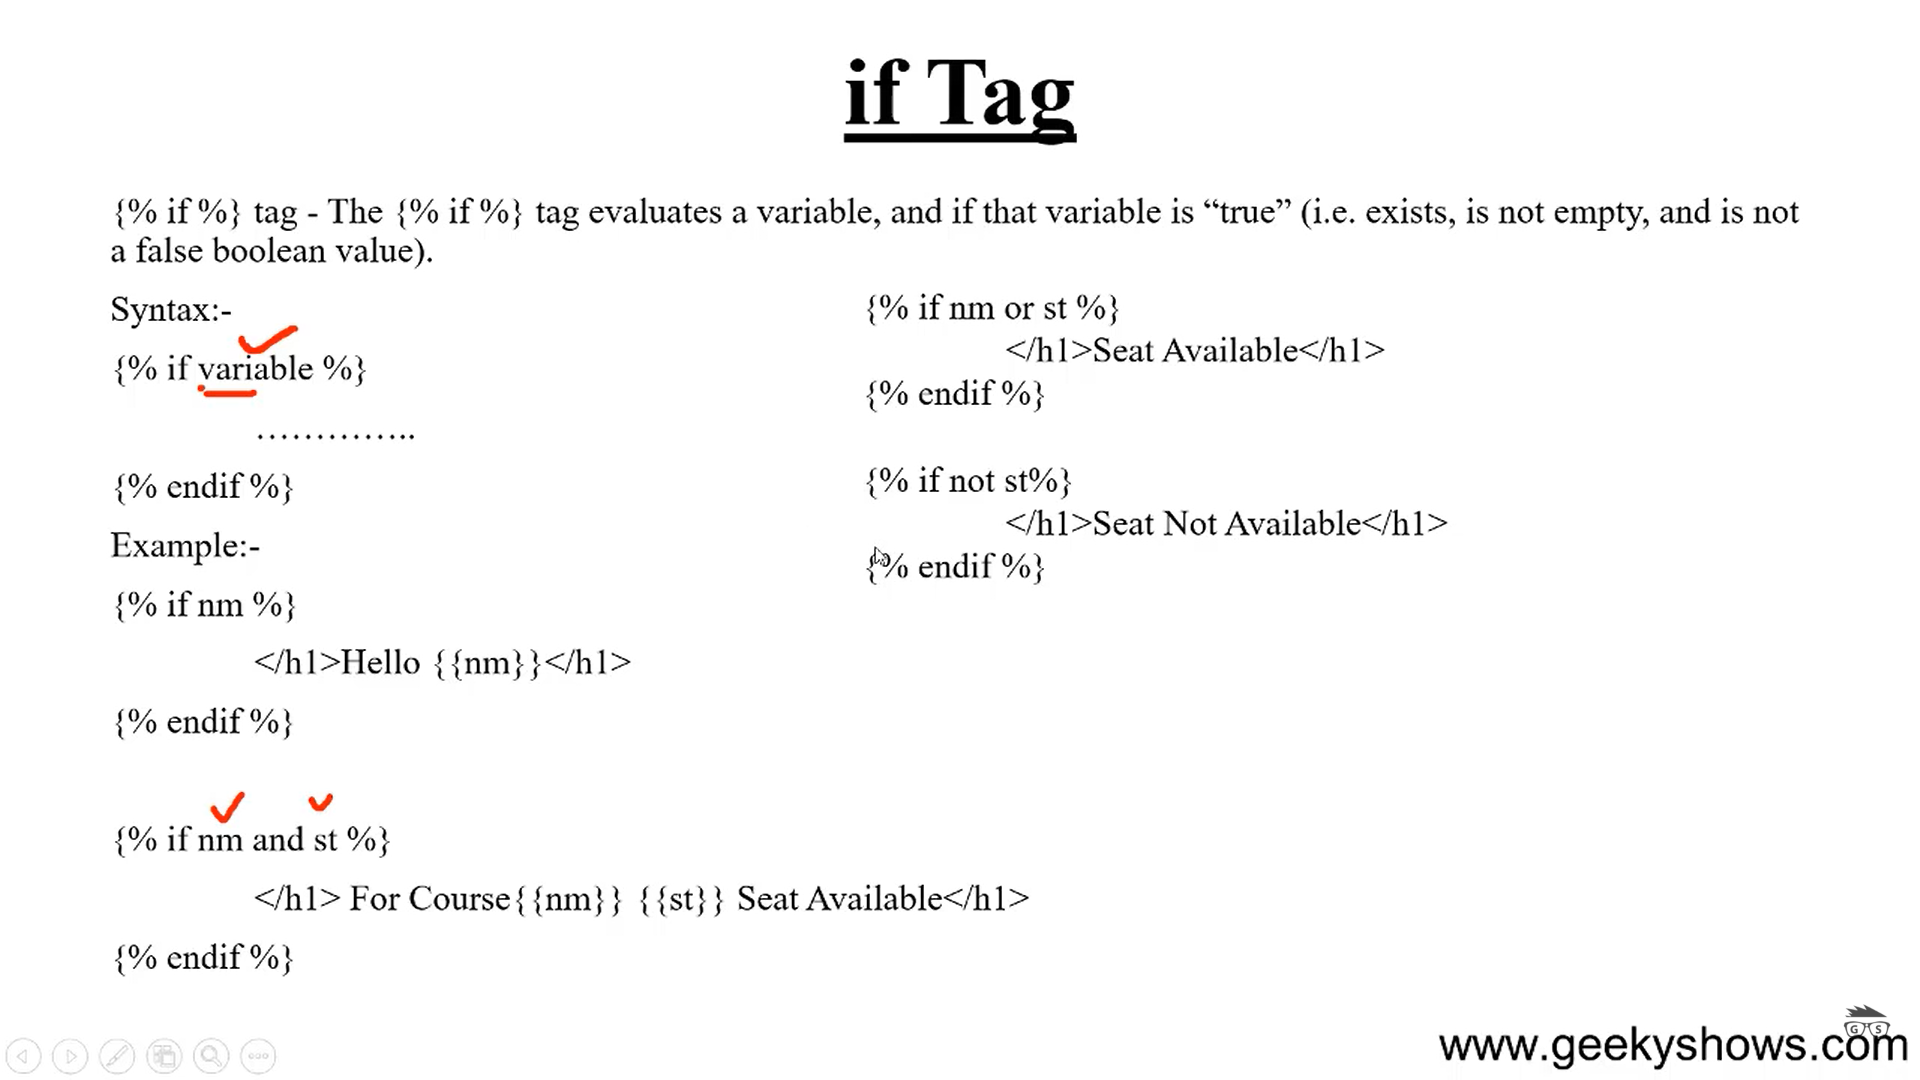 if Tag
{% if %} tag - The {% if %} tag evaluates a variable, and if that variable is “true” (i.e. exists, is not empty, and is not
a false boolean value).
Syntax:-
{% if variable %}
…………..
{% endif %}
Example:-
{% if nm %}
</h1>Hello {{nm}}</h1>
{% endif %}
{% if nm and st %}
</h1> For Course{{nm}} {{st}} Seat Available</h1>
{% endif %}
{% if nm or st %}
</h1>Seat Available</h1>
{% endif %}
{% if not st%}
</h1>Seat Not Available</h1>
{% endif %}
G S
www.geekyshows.com